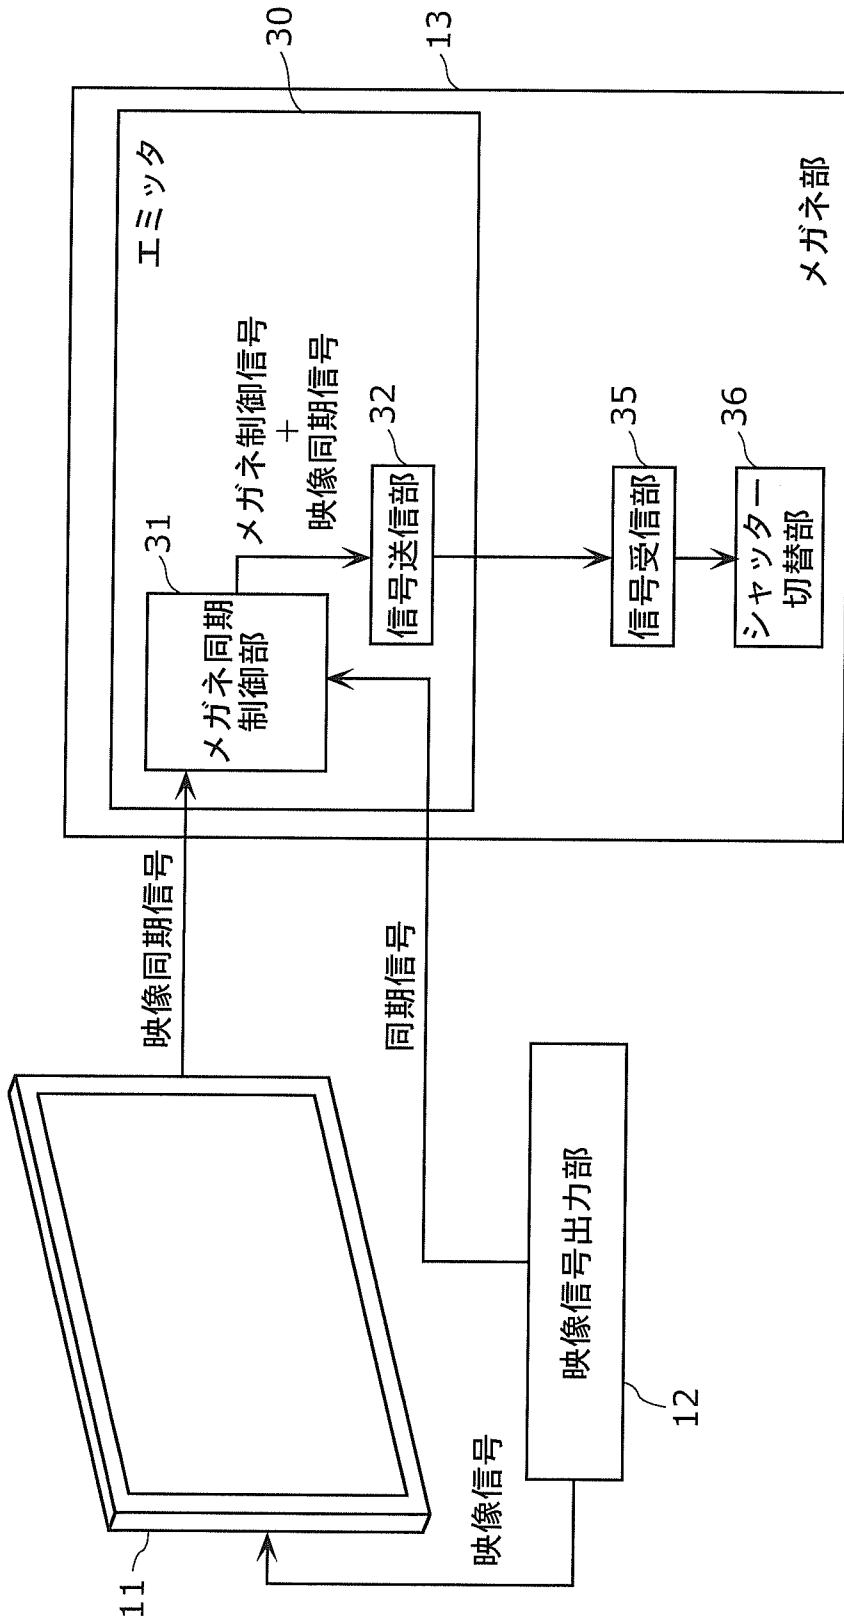 11
映像信号
映像信号出力部
12
映像同期信号
同期信号
30
13
エミッタ
31
メガネ同期
制御部
メガネ制御信号
+
映像同期信号
32
信号送信部
35
信号受信部
36
シャッター
切替部
メガネ部